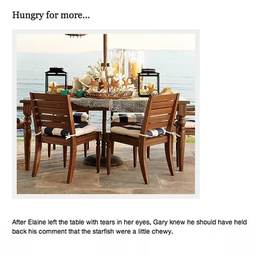 Hungry for more...
After Elaine left the table with tears in her eyes, Gary knew he should have held
back his comment that the starfish were a little chewy.